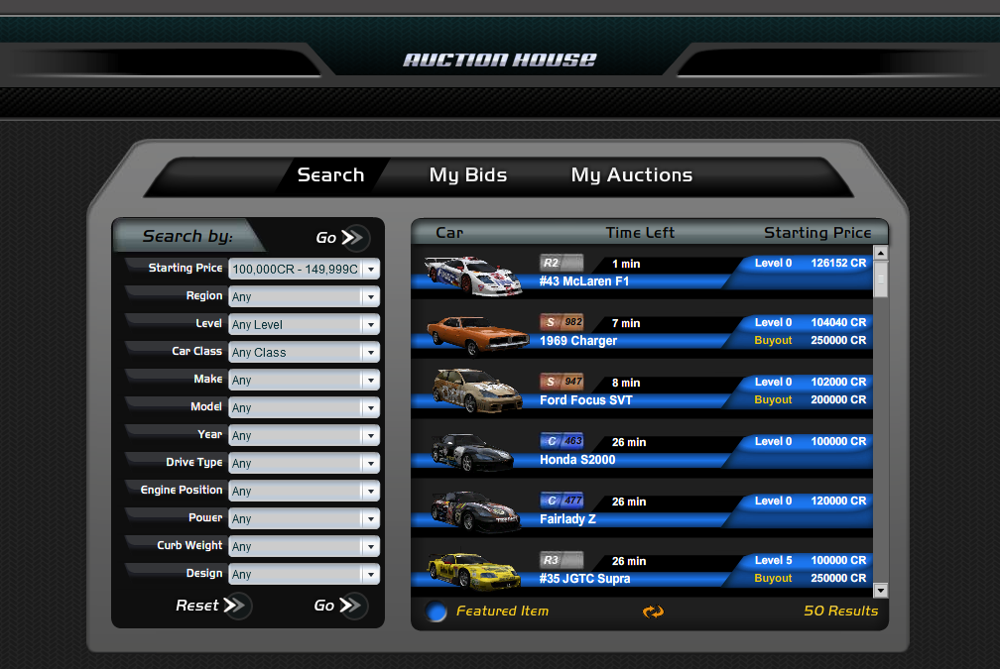 AUCTION HOUSE
Search My Bids My Auctions
Search by: Go
Starting Price 100,000CR - 149,999C
Region Any
Level Any Level
Car Class Any Class
Make Any
Model Any
Year Any
Drive Type Any
Engine Position Any
Power Any
Curb Weight Any
Design Any
Reset Go
Car Time Left Starting Price
R2 1 min Level 0 126152 CR
#43 McLaren F1
S 982 7 min Level 0 104040 CR
1969 Charger Buyout 250000 CR
S 947 8 min Level 0 102000 CR
Ford Focus SVT Buyout 200000 CR
C 463 26 min Level 0 100000 CR
Honda S2000
C 477 26 min Level 0 120000 CR
Fairlady Z
R3 26 min Level 5 100000 CR
#35 JGTC Supra Buyout 250000 CR
Featured Item 50 Results